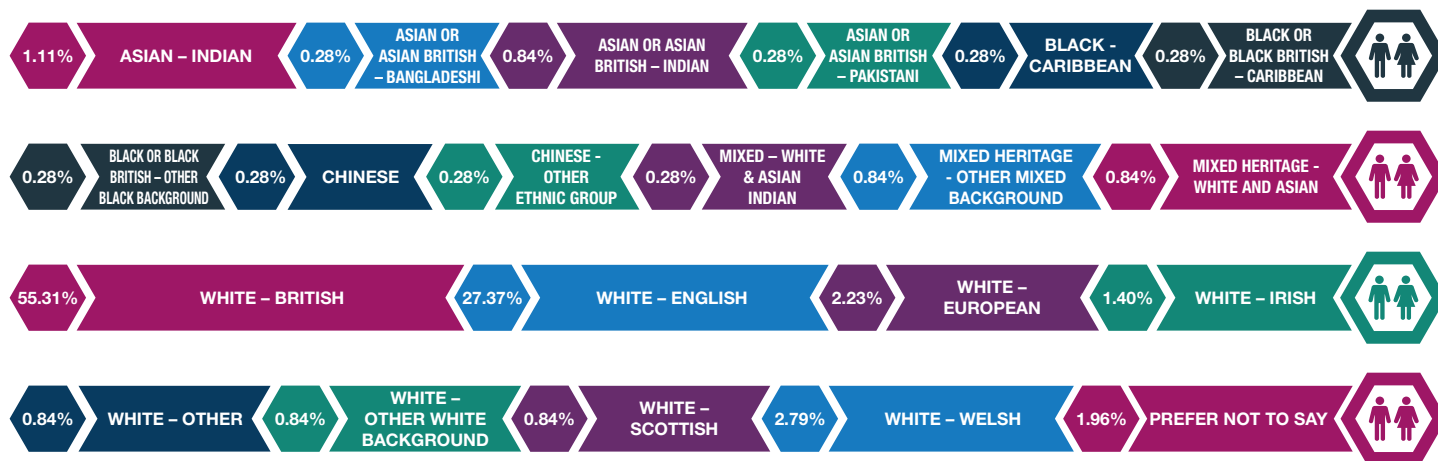 1.11%
ASIAN – INDIAN
0.28%
ASIAN OR
ASIAN BRITISH
– BANGLADESHI
0.84%
ASIAN OR ASIAN
BRITISH – INDIAN
0.28%
ASIAN OR
ASIAN BRITISH
– PAKISTANI
0.28%
BLACK -
CARIBBEAN
0.28%
BLACK OR
BLACK BRITISH
– CARIBBEAN
0.28%
BLACK OR BLACK
BRITISH – OTHER
BLACK BACKGROUND
0.28%
CHINESE
0.28%
CHINESE -
OTHER
ETHNIC GROUP
0.28%
MIXED – WHITE
& ASIAN
INDIAN
0.84%
MIXED HERITAGE
- OTHER MIXED
BACKGROUND
0.84%
MIXED HERITAGE -
WHITE AND ASIAN
55.31%
WHITE – BRITISH
27.37%
WHITE – ENGLISH
2.23%
WHITE –
EUROPEAN
1.40%
WHITE – IRISH
0.84%
WHITE – OTHER
0.84%
WHITE –
OTHER WHITE
BACKGROUND
0.84%
WHITE –
SCOTTISH
2.79%
WHITE – WELSH
1.96%
PREFER NOT TO SAY